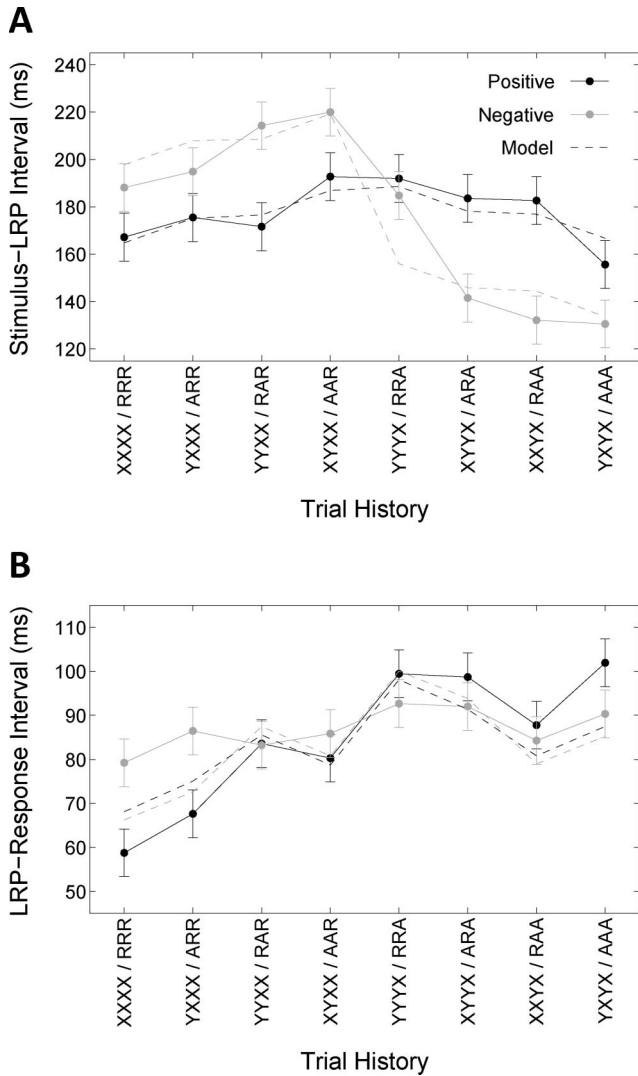 A
Stimulus−LRP Interval (ms)
240
220
200
180
160
140
120
Positive
Negative
Model
XXXX / RRR
YXXX / ARR
YYXX / RAR
XYXX / AAR
YYYX / RRA
XYYX / ARA
XXYX / RAA
YXYX / AAA
Trial History
B
LRP−Response Interval (ms)
110
100
90
80
70
60
50
XXXX / RRR
YXXX / ARR
YYXX / RAR
XYXX / AAR
YYYX / RRA
XYYX / ARA
XXYX / RAA
YXYX / AAA
Trial History